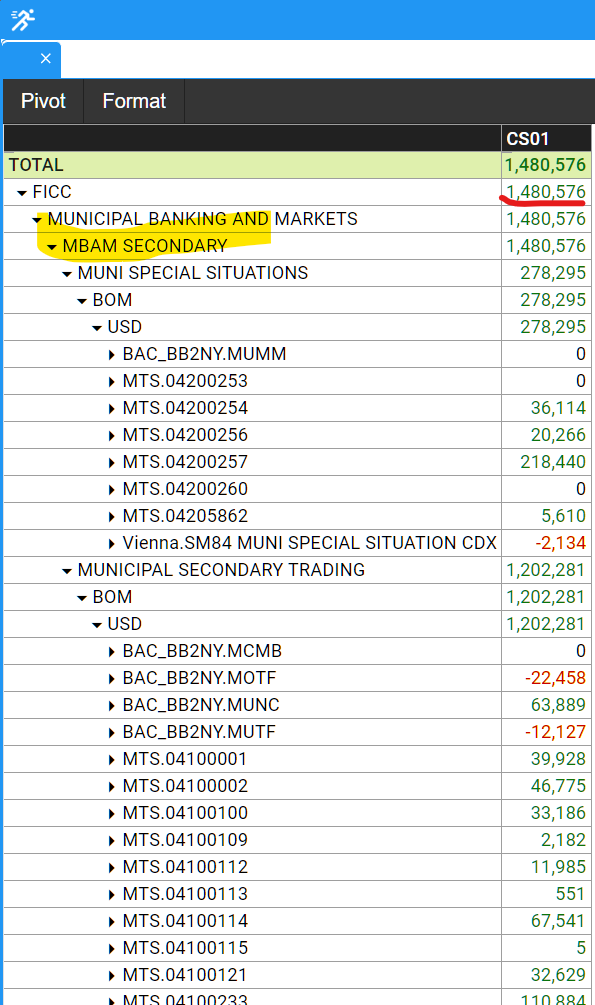 Pivot Format
CS01
TOTAL 1,480,576
FICC 1,480,576
MUNICIPAL BANKING AND MARKETS 1,480,576
MBAM SECONDARY 1,480,576
MUNI SPECIAL SITUATIONS 278,295
BOM 278,295
USD 278,295
BAC_BB2NY.MUMM 0
MTS.04200253 0
MTS.04200254 36,114
MTS.04200256 20,266
MTS.04200257 218,440
MTS.04200260 0
MTS.04205862 5,610
Vienna.SM84 MUNI SPECIAL SITUATION CDX -2,134
MUNICIPAL SECONDARY TRADING 1,202,281
BOM 1,202,281
USD 1,202,281
BAC_BB2NY.MCMB 0
BAC_BB2NY.MOTF -22,458
BAC_BB2NY.MUNC 63,889
BAC_BB2NY.MUTF -12,127
MTS.04100001 39,928
MTS.04100002 46,775
MTS.04100100 33,186
MTS.04100109 2,182
MTS.04100112 11,985
MTS.04100113 551
MTS.04100114 67,541
MTS.04100115 5
MTS.04100121 32,629
MTS.04100233 110,884